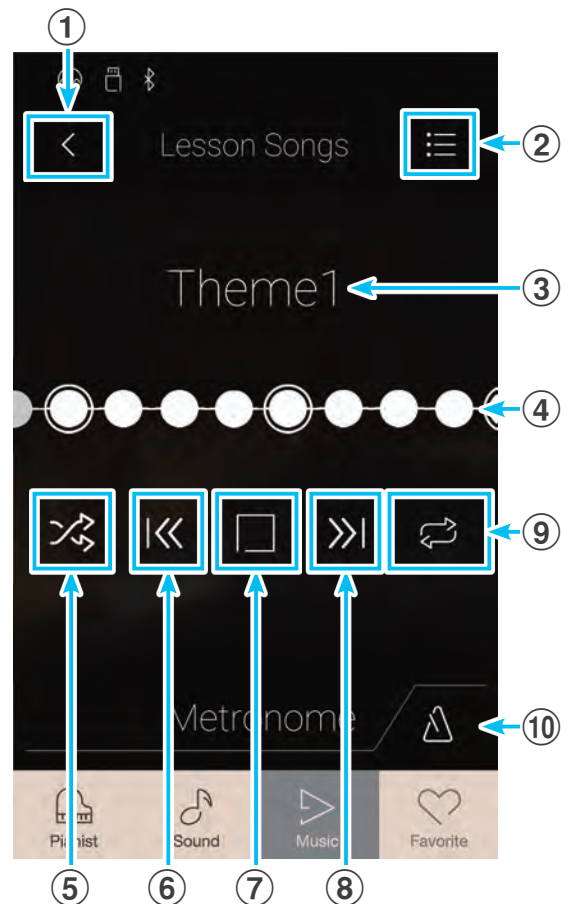 ①
Lesson Songs
②
Theme1
③
④
⑨
Metronome
⑩
Pianist
Sound
Music
Favorite
⑤ ⑥ ⑦ ⑧